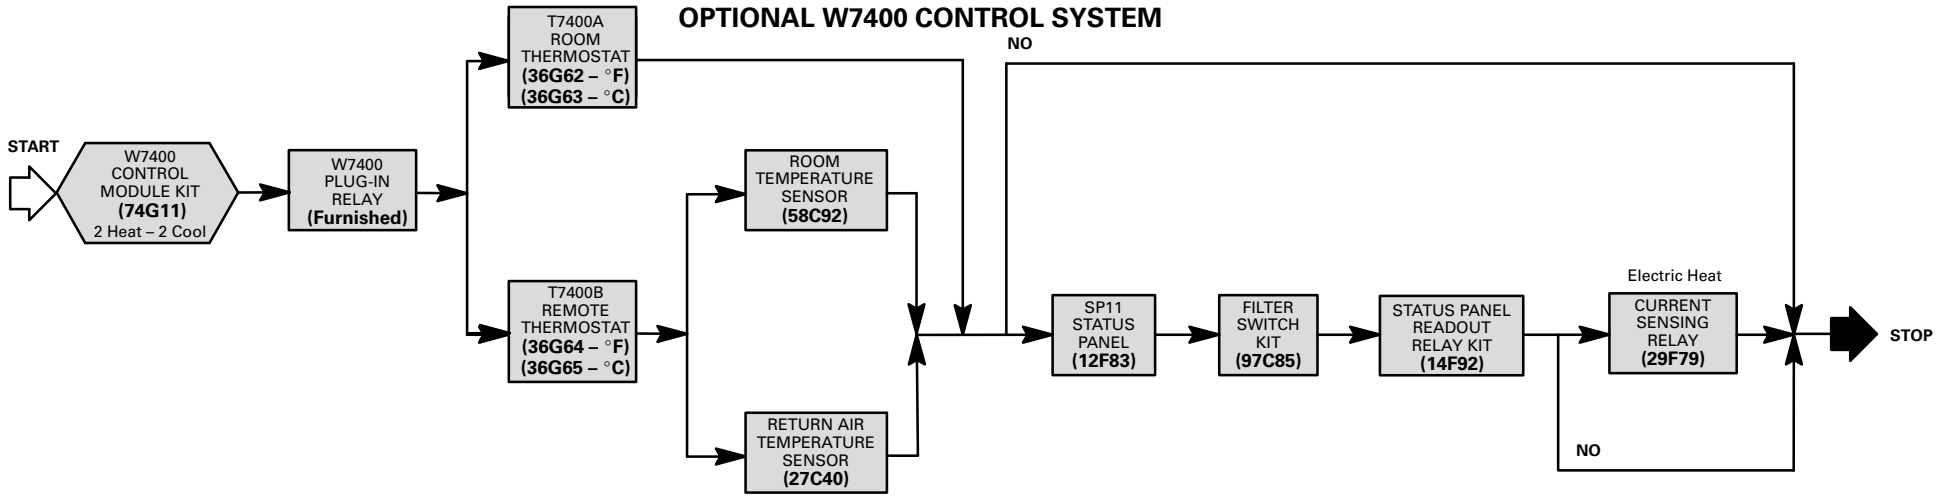 OPTIONAL W7400 CONTROL SYSTEM
START
W7400
CONTROL
MODULE KIT
(74G11)
2 Heat – 2 Cool
W7400
PLUG-IN
RELAY
(Furnished)
T7400A
ROOM
THERMOSTAT
(36G62 – °F)
(36G63 – °C)
T7400B
REMOTE
THERMOSTAT
(36G64 – °F)
(36G65 – °C)
ROOM
TEMPERATURE
SENSOR
(58C92)
RETURN AIR
TEMPERATURE
SENSOR
(27C40)
NO
SP11
STATUS
PANEL
(12F83)
FILTER
SWITCH
KIT
(97C85)
STATUS PANEL
READOUT
RELAY KIT
(14F92)
Electric Heat
CURRENT
SENSING
RELAY
(29F79)
NO
STOP